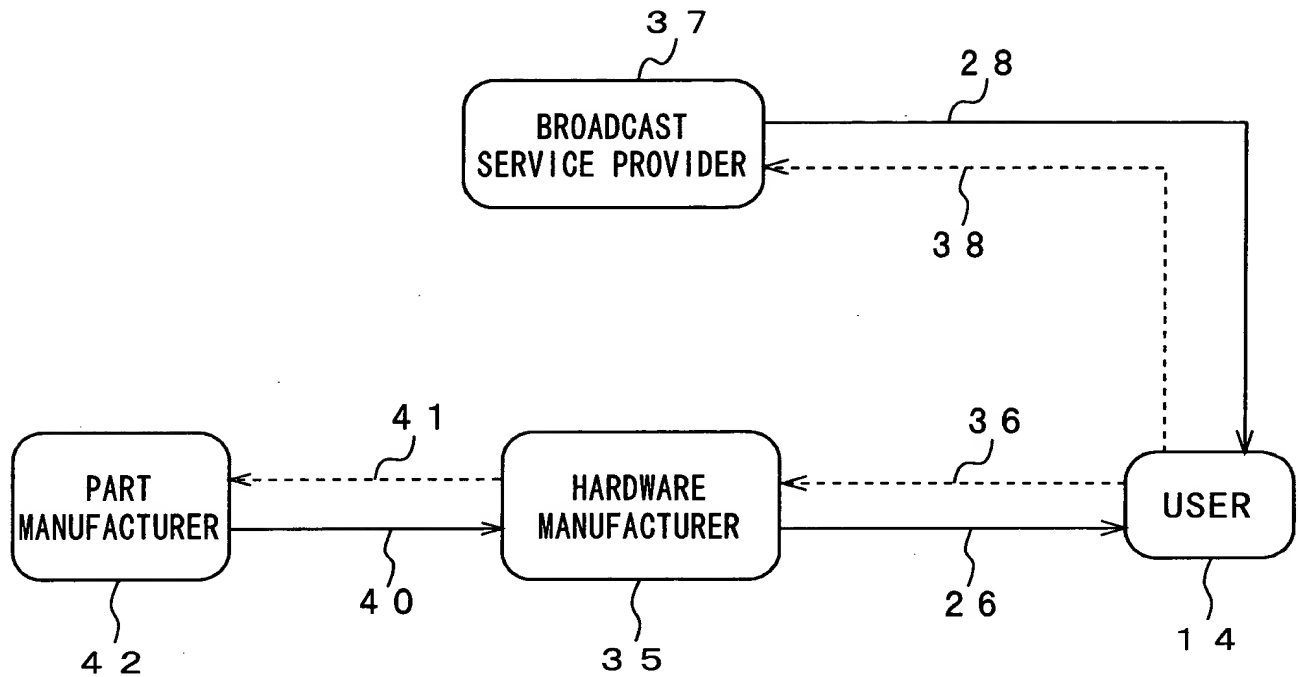 37
28
BROADCAST
SERVICE PROVIDER
38
41
36
PART
MANUFACTURER
HARDWARE
MANUFACTURER
USER
40
26
14
42
35